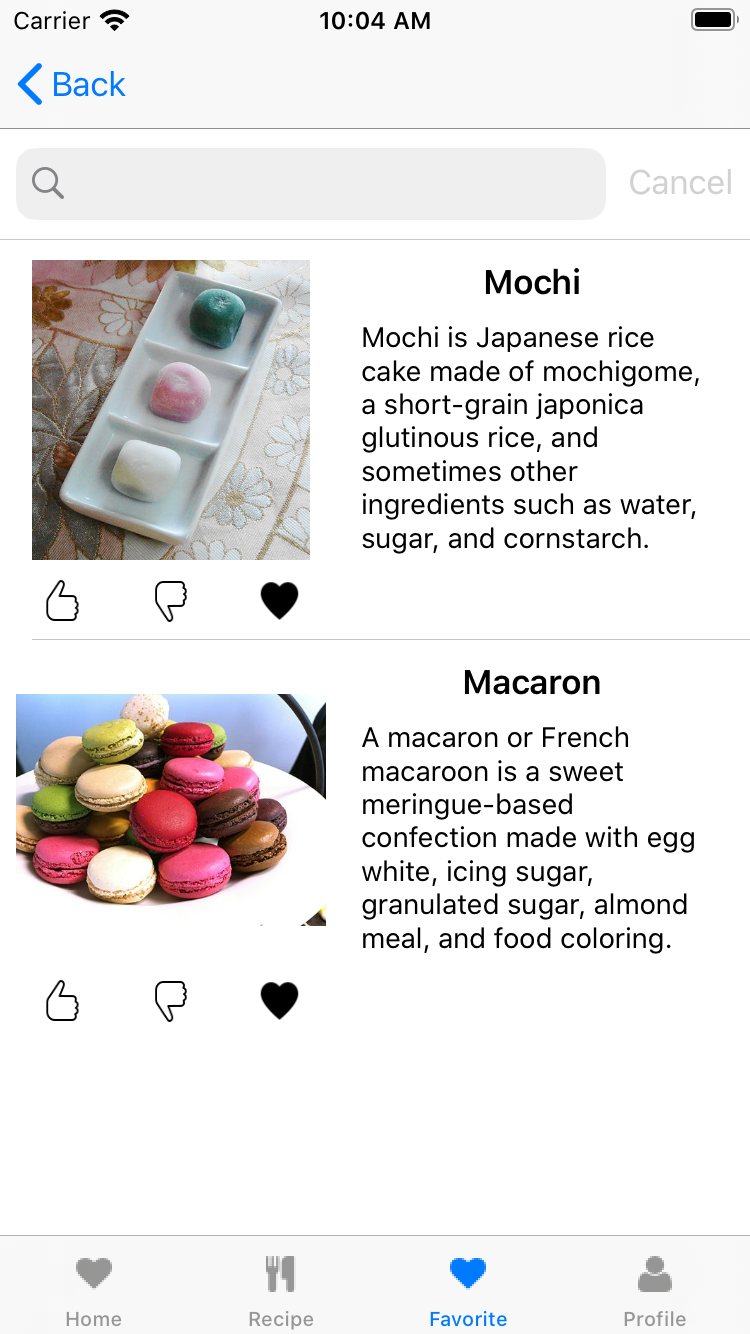 Carrier 10:04 AM
Back
Cancel
Mochi
Mochi is Japanese rice
cake made of mochigome,
a short-grain japonica
glutinous rice, and
sometimes other
ingredients such as water,
sugar, and cornstarch.
Macaron
A macaron or French
macaroon is a sweet
meringue-based
confection made with egg
white, icing sugar,
granulated sugar, almond
meal, and food coloring.
Home Recipe Favorite Profile